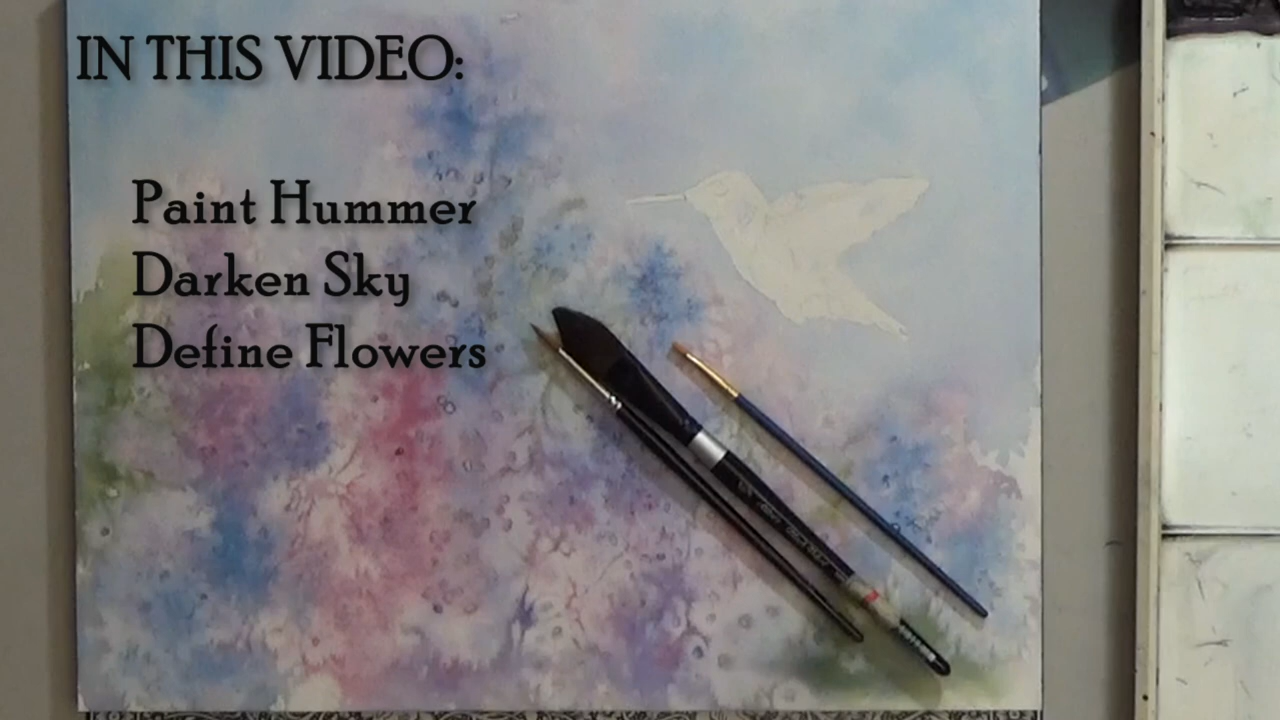 IN THIS VIDEO:
Paint Hummer
Darken Sky
Define Flowers